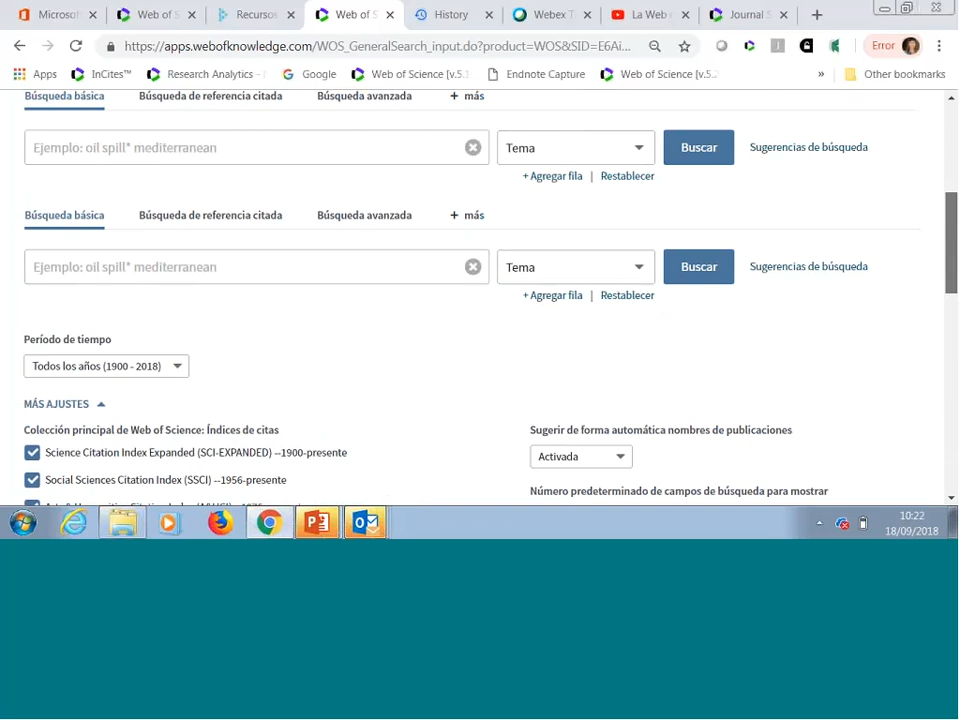 Microsof
Web of S
Recursos
Web of S
History
Webex T
La Web
Journal S
https://apps.webofknowledge.com/WOS_GeneralSearch_input.do?product=WOS&SID=E6Ai...
Error
Apps
InCites™
Research Analytics -
Google
Web of Science [v.5.1
Endnote Capture
Web of Science [v.5.2
»
Other bookmarks
Búsqueda básica
Búsqueda de referencia citada
Búsqueda avanzada
+ más
Ejemplo: oil spill* mediterranean
Tema
Buscar
Sugerencias de búsqueda
+ Agregar fila | Restablecer
Búsqueda básica
Búsqueda de referencia citada
Búsqueda avanzada
+ más
Ejemplo: oil spill* mediterranean
Tema
Buscar
Sugerencias de búsqueda
+ Agregar fila | Restablecer
Período de tiempo
Todos los años (1900 - 2018)
MÁS AJUSTES
Colección principal de Web of Science: Índices de citas
Science Citation Index Expanded (SCI-EXPANDED) --1900-presente
Social Sciences Citation Index (SSCI) --1956-presente
Sugerir de forma automática nombres de publicaciones
Activada
Número predeterminado de campos de búsqueda para mostrar
10:22
18/09/2018